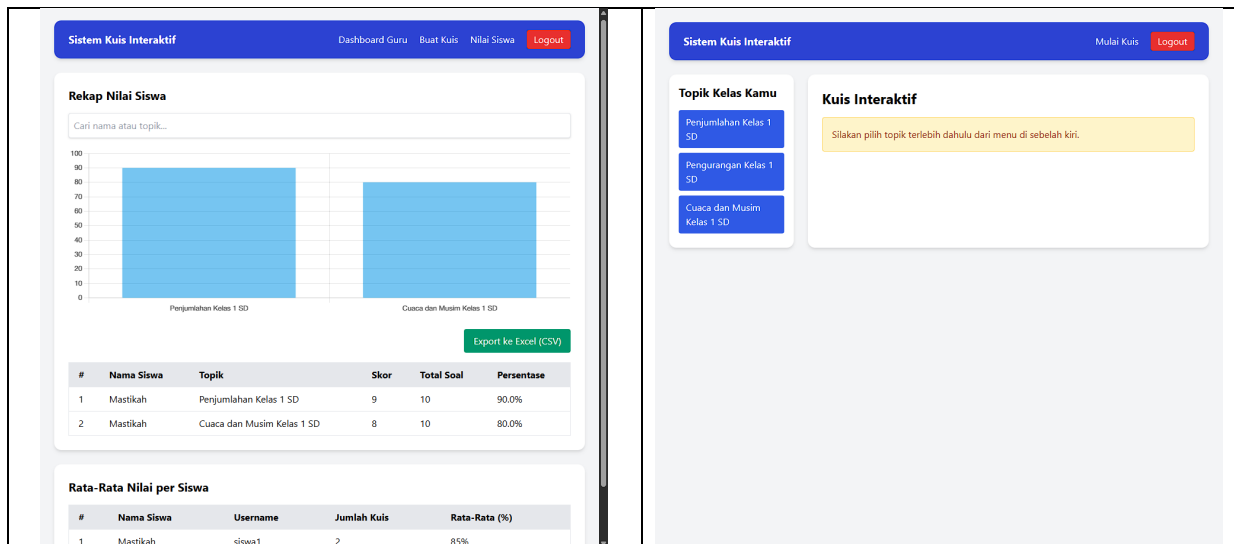 Sistem Kuis Interaktif Dashboard Guru Buat Kuis Nilai Siswa Logout
Rekap Nilai Siswa
Cari nama atau topik...
100
90
80
70
60
50
40
30
20
10
0
Penjumlahan Kelas 1 SD Cuaca dan Musim Kelas 1 SD
Export ke Excel (CSV)
# Nama Siswa Topik Skor Total Soal Persentase
1 Mastikah Penjumlahan Kelas 1 SD 9 10 90.0%
2 Mastikah Cuaca dan Musim Kelas 1 SD 8 10 80.0%
Rata-Rata Nilai per Siswa
# Nama Siswa Username Jumlah Kuis Rata-Rata (%)
1 Mastikah siswa1 2 85%
Sistem Kuis Interaktif Mulai Kuis Logout
Topik Kelas Kamu
Penjumlahan Kelas 1
SD
Pengurangan Kelas 1
SD
Cuaca dan Musim
Kelas 1 SD
Kuis Interaktif
Silakan pilih topik terlebih dahulu dari menu di sebelah kiri.